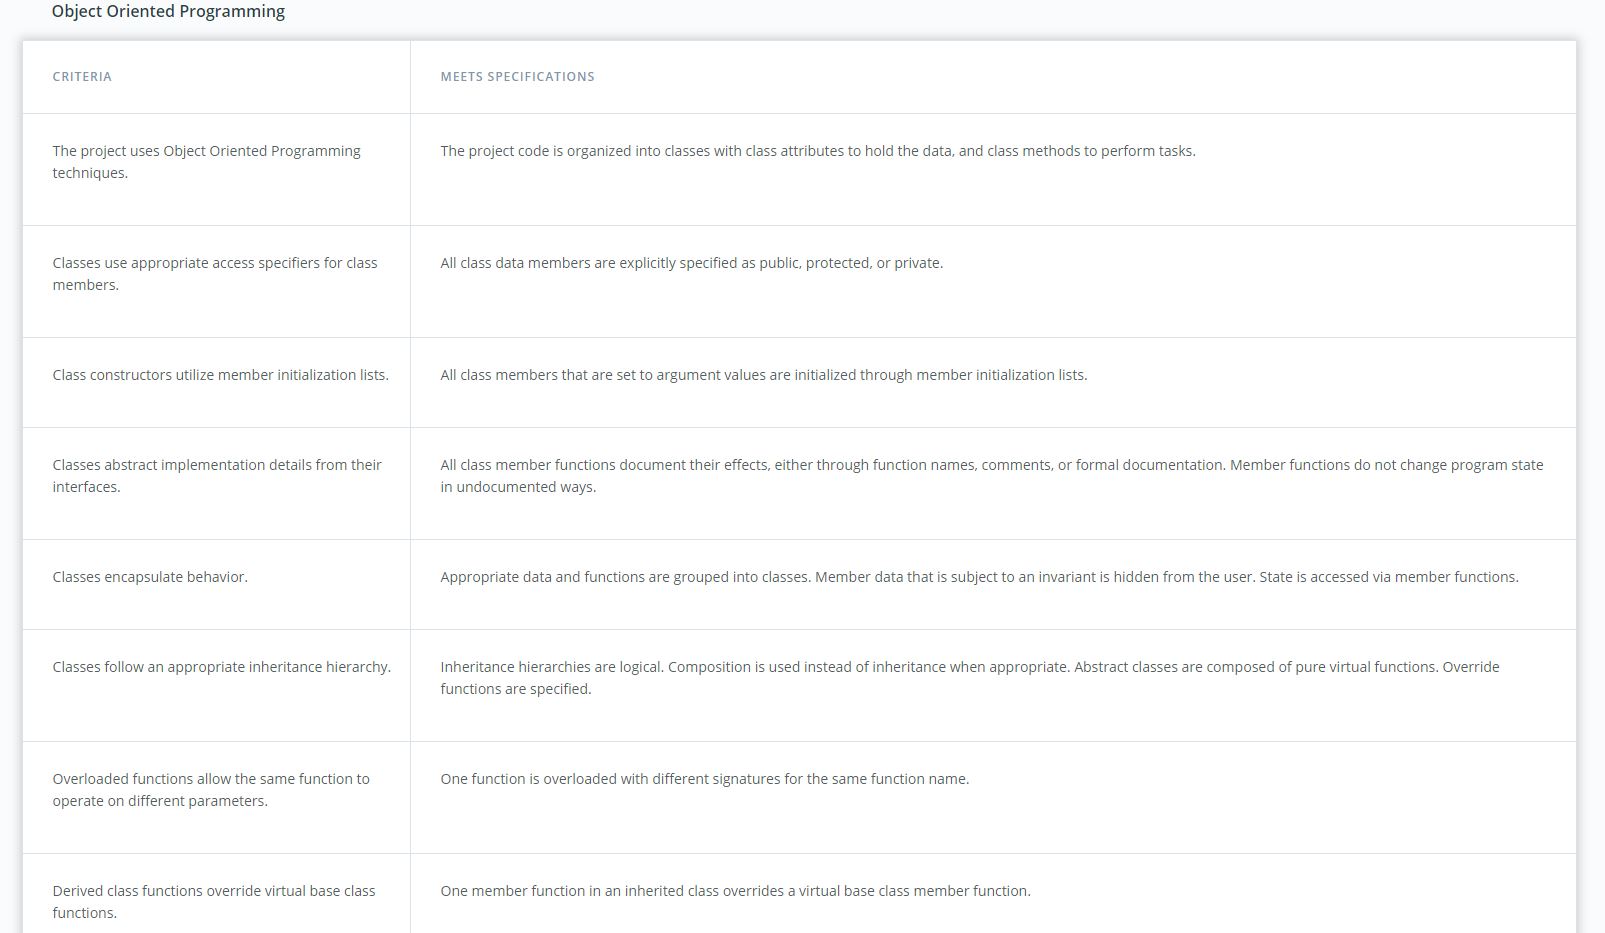 Object Oriented Programming
CRITERIA
MEETS SPECIFICATIONS
The project uses Object Oriented Programming
techniques.
The project code is organized into classes with class attributes to hold the data, and class methods to perform tasks.
Classes use appropriate access specifiers for class
members.
All class data members are explicitly specified as public, protected, or private.
Class constructors utilize member initialization lists.
All class members that are set to argument values are initialized through member initialization lists.
Classes abstract implementation details from their
interfaces.
All class member functions document their effects, either through function names, comments, or formal documentation. Member functions do not change program state
in undocumented ways.
Classes encapsulate behavior.
Appropriate data and functions are grouped into classes. Member data that is subject to an invariant is hidden from the user. State is accessed via member functions.
Classes follow an appropriate inheritance hierarchy.
Inheritance hierarchies are logical. Composition is used instead of inheritance when appropriate. Abstract classes are composed of pure virtual functions. Override
functions are specified.
Overloaded functions allow the same function to
operate on different parameters.
One function is overloaded with different signatures for the same function name.
Derived class functions override virtual base class
functions.
One member function in an inherited class overrides a virtual base class member function.